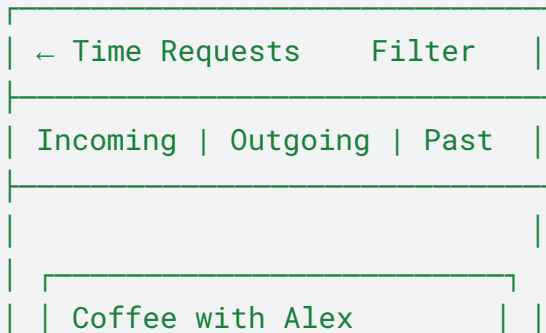 ← Time Requests    Filter
Incoming | Outgoing | Past
Coffee with Alex